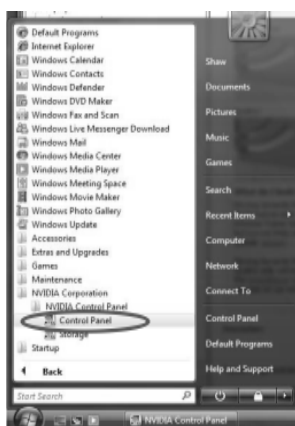 Default Programs
Internet Explorer
Windows Calendar
Windows Contacts
Windows Defender
Windows DVD Maker
Windows Fax and Scan
Windows Live Messenger Download
Windows Mail
Windows Media Center
Windows Media Player
Windows Meeting Space
Windows Movie Maker
Windows Photo Gallery
Windows Update
Accessories
Extras and Upgrades
Games
Maintenance
NVIDIA Corporation
NVIDIA Control Panel
Control Panel
Storage
Startup
Back
Start Search
Shaw
Documents
Pictures
Music
Games
Search
Recent Items
Computer
Network
Connect To
Control Panel
Default Programs
Help and Support
NVIDIA Control Panel